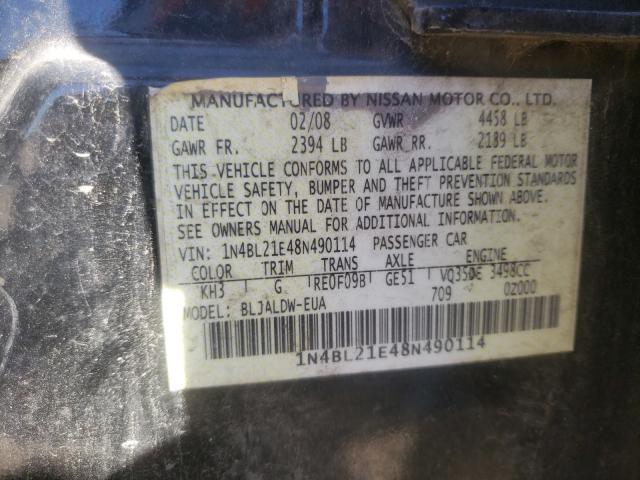 MANUFACTURED BY NISSAN MOTOR CO., LTD.
DATE 02/08 GVWR 4458 LB
GAWR FR. 2394 LB GAWR RR. 2189 LB
THIS VEHICLE CONFORMS TO ALL APPLICABLE FEDERAL MOTOR
VEHICLE SAFETY, BUMPER AND THEFT PREVENTION STANDARDS
IN EFFECT ON THE DATE OF MANUFACTURE SHOWN ABOVE.
SEE OWNERS MANUAL FOR ADDITIONAL INFORMATION.
VIN: 1N4BL21E48N490114 PASSENGER CAR
COLOR TRIM TRANS AXLE ENGINE
KH3 G RE0F09B GE51 VQ35DE 3498CC
MODEL: BLJALDW-EUA 709 0Z000
1N4BL21E48N490114